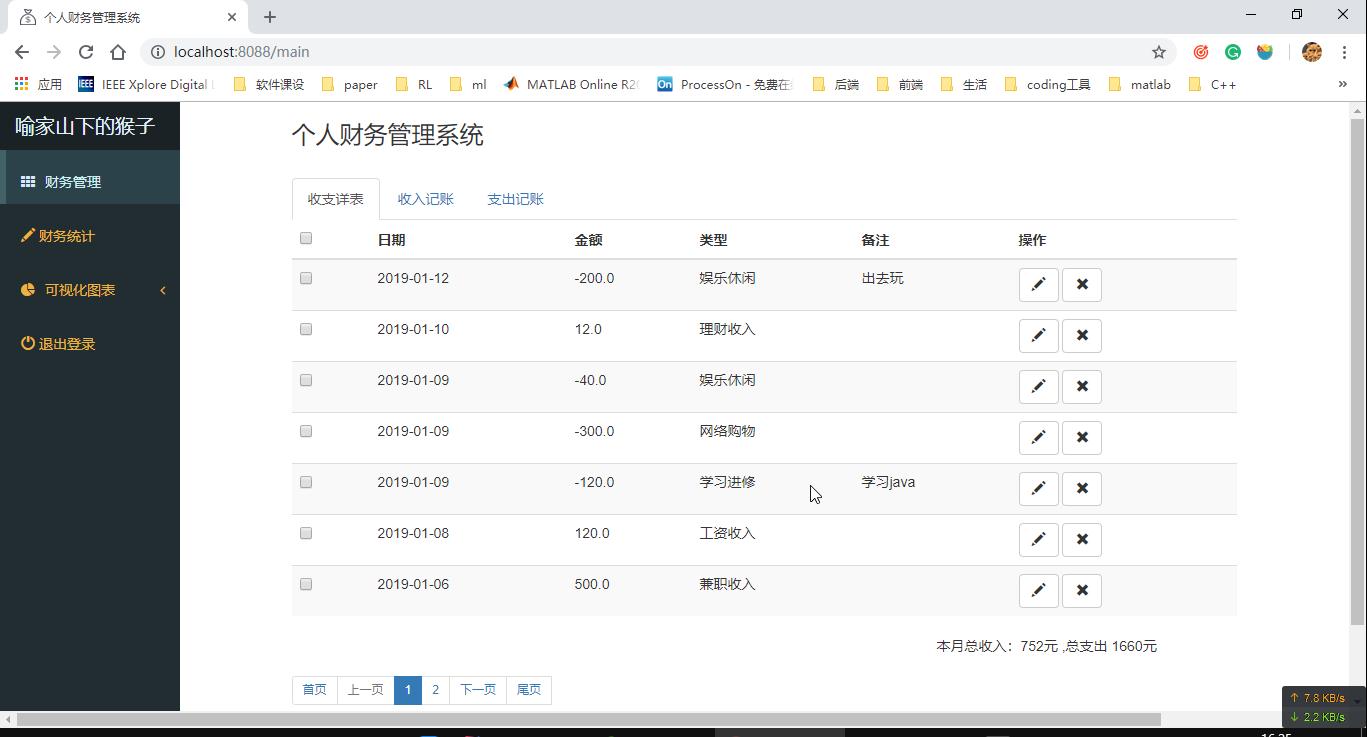 个人财务管理系统
localhost:8088/main
应用 IEEE Xplore Digital 软件课设 paper RL ml MATLAB Online R20 ProcessOn - 免费在 后端 前端 生活 coding工具 matlab C++ »
喻家山下的猴子
财务管理
财务统计
可视化图表
退出登录
个人财务管理系统
收支详表 收入记账 支出记账
日期 金额 类型 备注 操作
2019-01-12 -200.0 娱乐休闲 出去玩
2019-01-10 12.0 理财收入
2019-01-09 -40.0 娱乐休闲
2019-01-09 -300.0 网络购物
2019-01-09 -120.0 学习进修 学习java
2019-01-08 120.0 工资收入
2019-01-06 500.0 兼职收入
本月总收入：752元 ,总支出 1660元
首页 上一页 1 2 下一页 尾页
↑ 7.8 KB/s
↓ 2.2 KB/s